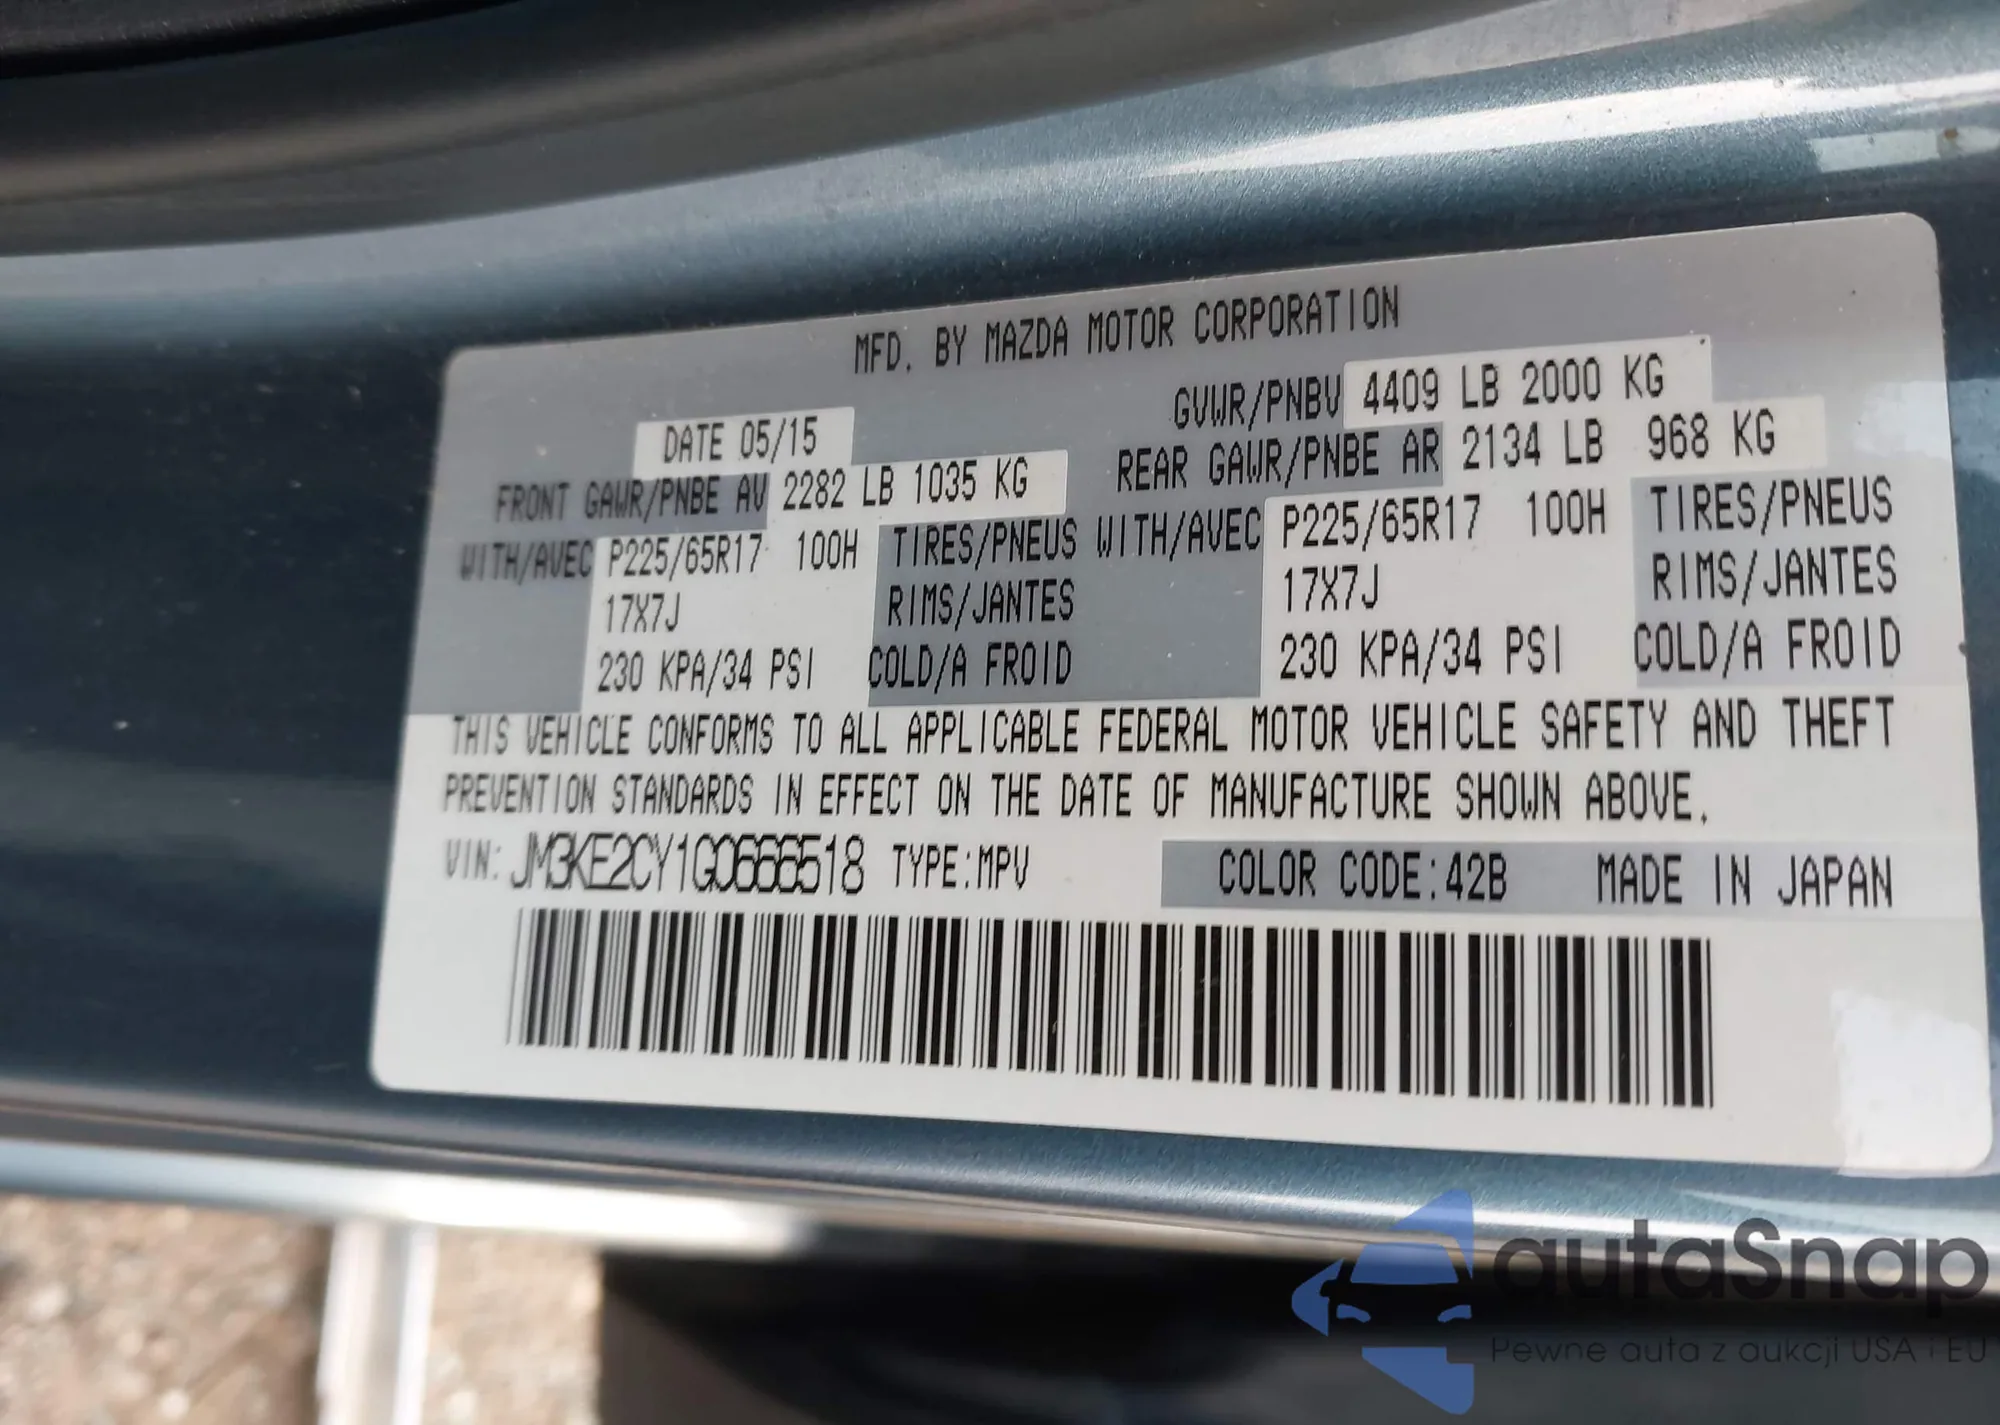 MFD. BY MAZDA MOTOR CORPORATION
DATE 05/15 GVWR/PNBV 4409 LB 2000 KG
FRONT GAWR/PNBE AV 2282 LB 1035 KG REAR GAWR/PNBE AR 2134 LB 968 KG
WITH/AVEC P225/65R17 100H TIRES/PNEUS WITH/AVEC P225/65R17 100H TIRES/PNEUS
17X7J RIMS/JANTES 17X7J RIMS/JANTES
230 KPA/34 PSI COLD/A FROID 230 KPA/34 PSI COLD/A FROID
THIS VEHICLE CONFORMS TO ALL APPLICABLE FEDERAL MOTOR VEHICLE SAFETY AND THEFT
PREVENTION STANDARDS IN EFFECT ON THE DATE OF MANUFACTURE SHOWN ABOVE.
VIN: JM3KE2CY1G0666518 TYPE:MPV COLOR CODE:42B MADE IN JAPAN
autaSnap
Pewne auta z aukcji USA i EU